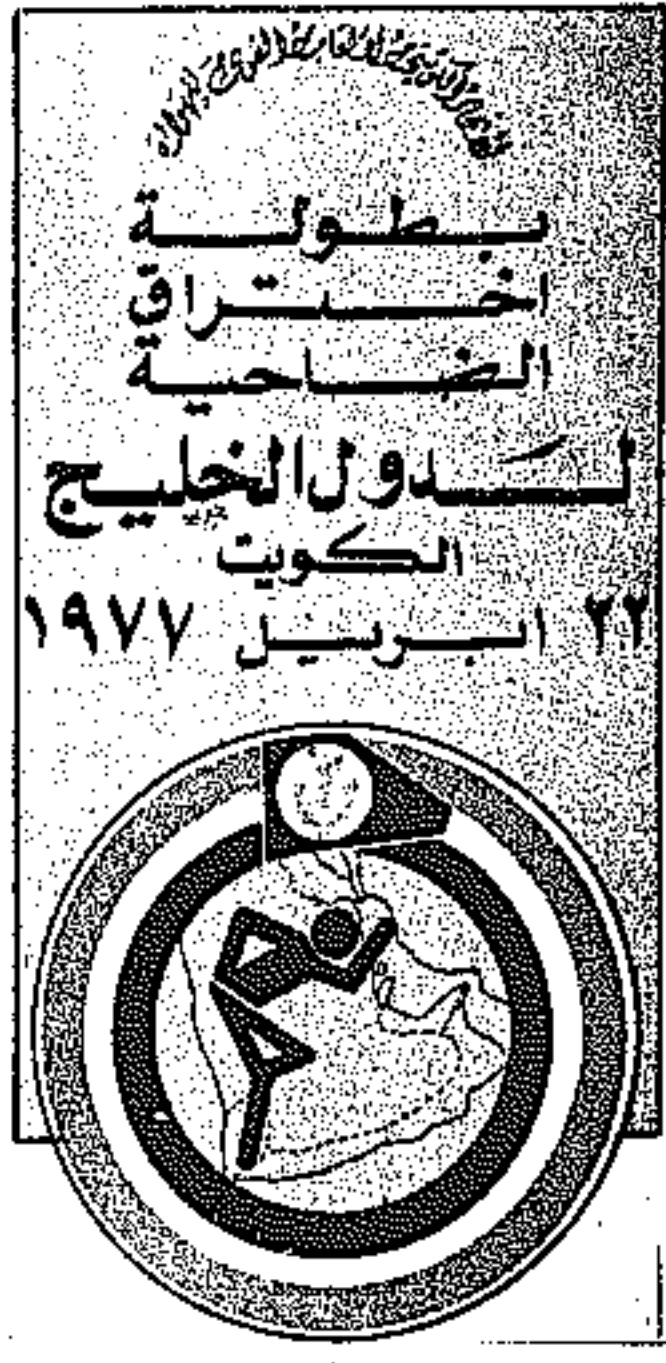 بطولة
اختراق
الضاحية
لدول الخليج
الكويت
٢٢ ابريل ١٩٧٧